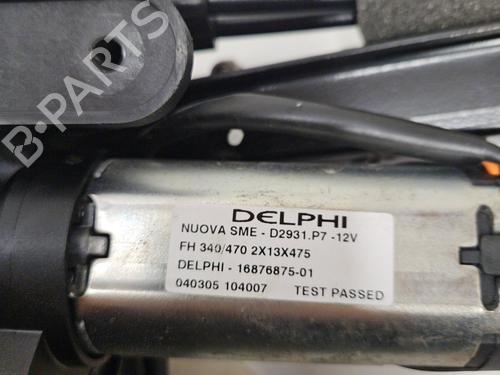 B-PARTS
DELPHI
NUOVA SME - D2931.P7 -12V
FH 340/470 2X13X475
DELPHI - 16876875-01
040305 104007 TEST PASSED